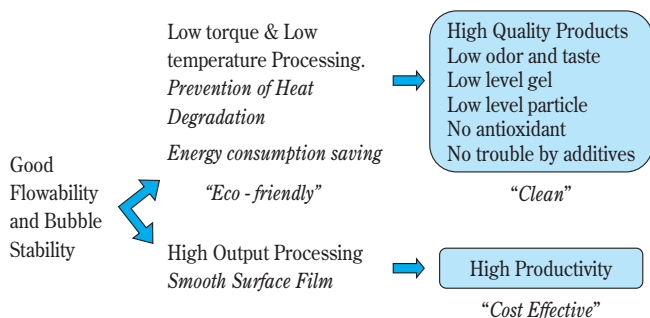 Good
Flowability
and Bubble
Stability
Low torque & Low
temperature Processing.
Prevention of Heat
Degradation
Energy consumption saving
“Eco - friendly”
High Quality Products
Low odor and taste
Low level gel
Low level particle
No antioxidant
No trouble by additives
“Clean”
High Output Processing
Smooth Surface Film
High Productivity
“Cost Effective”